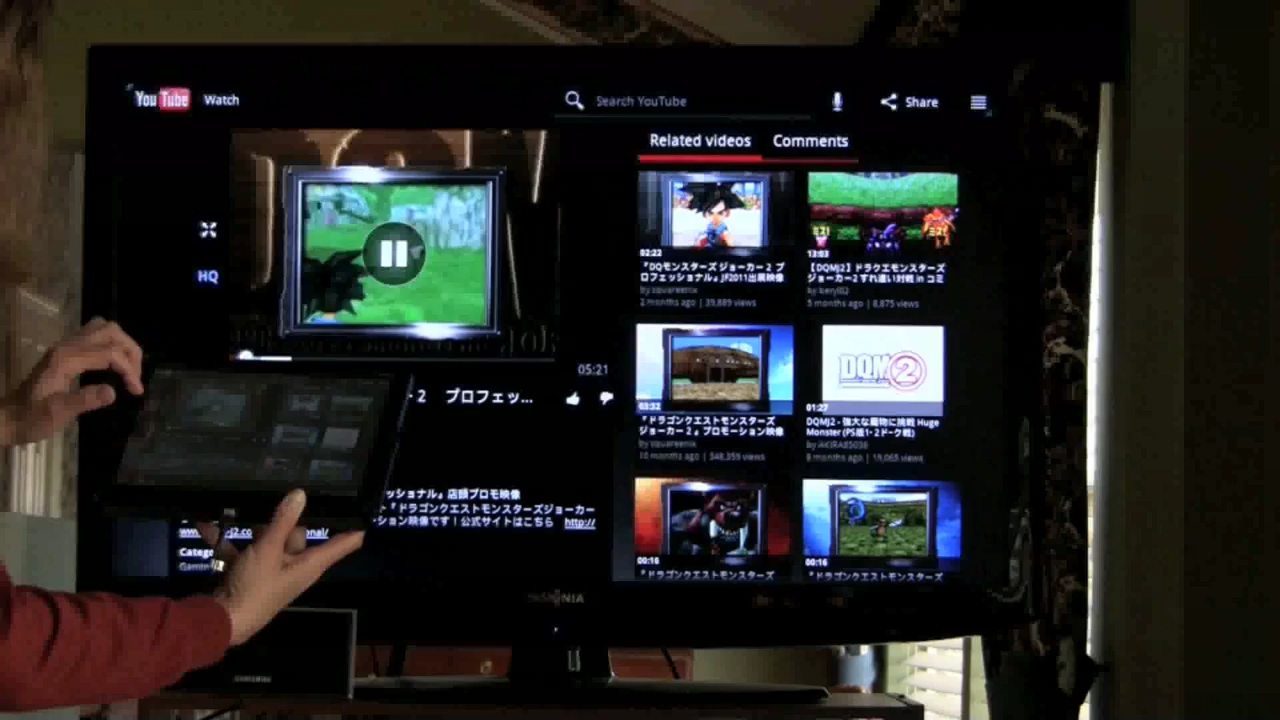 YouTube Watch
Search YouTube
Share
Related videos Comments
HQ
05:21
2 プロフェッ...
ッショナル』店頭プロモ映像
『ドラゴンクエストモンスターズジョーカー
ション映像です！公式サイトはこちら http://
02:22
『DQモンスターズ ジョーカー2 プ
ロフェッショナル』JF2011出展映像
by squareenix
2 months ago | 39,889 views
13:03
【DQMJ2】ドラクエモンスターズ
ジョーカー2 すれ違い対戦 in コミ
5 months ago | 8,875 views
03:32
『ドラゴンクエストモンスターズ
ジョーカー2』プロモーション映像
by squareenix
10 months ago | 548,359 views
DQM 2
01:27
DQMJ2 - 強大な魔物に挑戦 Huge
Monster (PS版1･2ドーク戦)
by AKIRA85036
8 months ago | 19,065 views
00:16
『ドラゴンクエストモンスターズ
00:16
『ドラゴンクエストモンスターズ
INSIGNIA
SAMSUNG